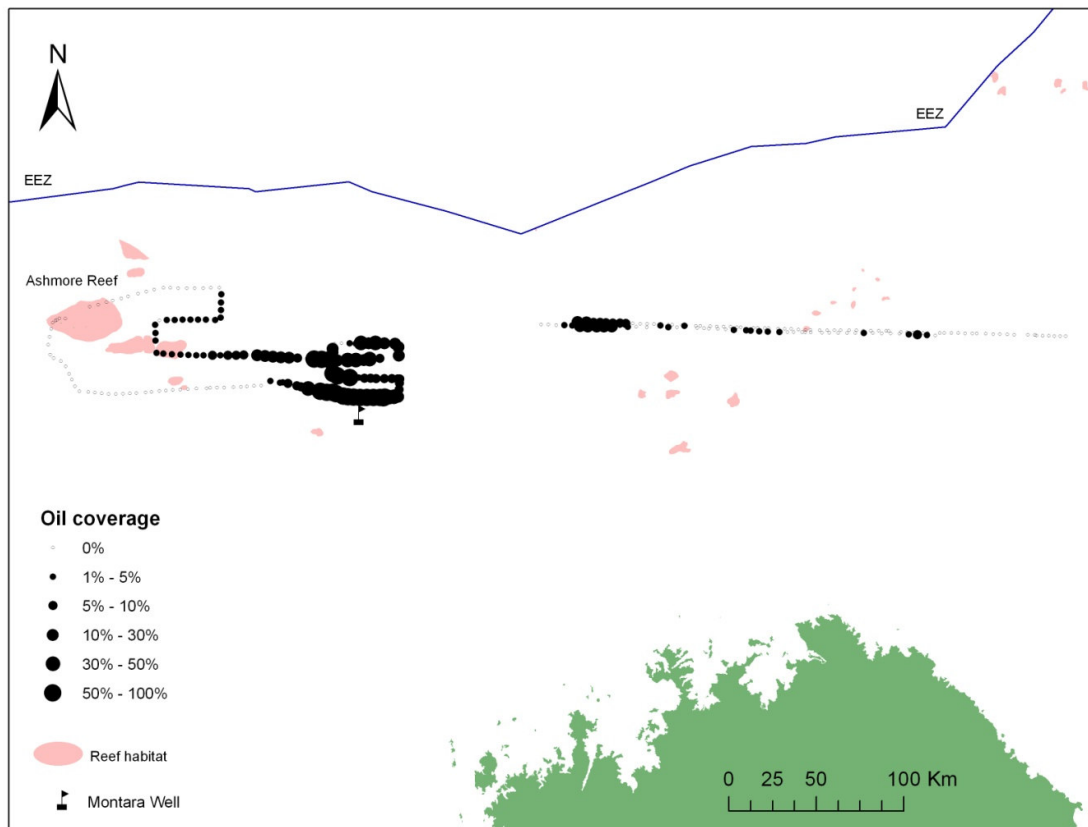 N
EEZ
EEZ
Ashmore Reef
Oil coverage
0%
1% - 5%
5% - 10%
10% - 30%
30% - 50%
50% - 100%
Reef habitat
Montara Well
0 25 50 100 Km